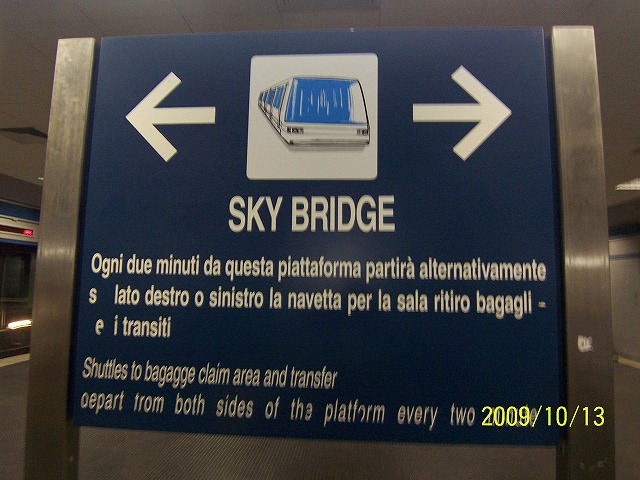 SKY BRIDGE
Ogni due minuti da questa piattaforma partirà alternativamente
s lato destro o sinistro la navetta per la sala ritiro bagagli -
e i transiti
Shuttles to bagagge claim area and transfer
depart from both sides of the platform every two
2009/10/13